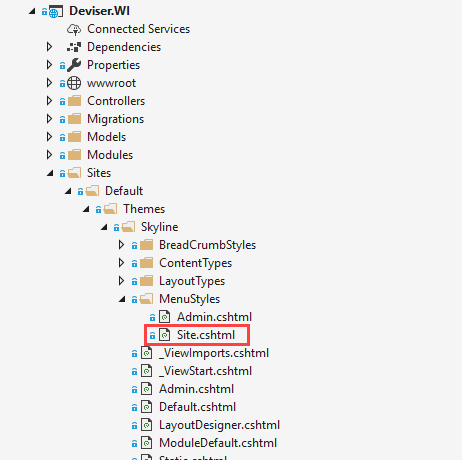 Deviser.WI
Connected Services
Dependencies
Properties
wwwroot
Controllers
Migrations
Models
Modules
Sites
Default
Themes
Skyline
BreadCrumbStyles
ContentTypes
LayoutTypes
MenuStyles
Admin.cshtml
Site.cshtml
_ViewImports.cshtml
_ViewStart.cshtml
Admin.cshtml
Default.cshtml
LayoutDesigner.cshtml
ModuleDefault.cshtml